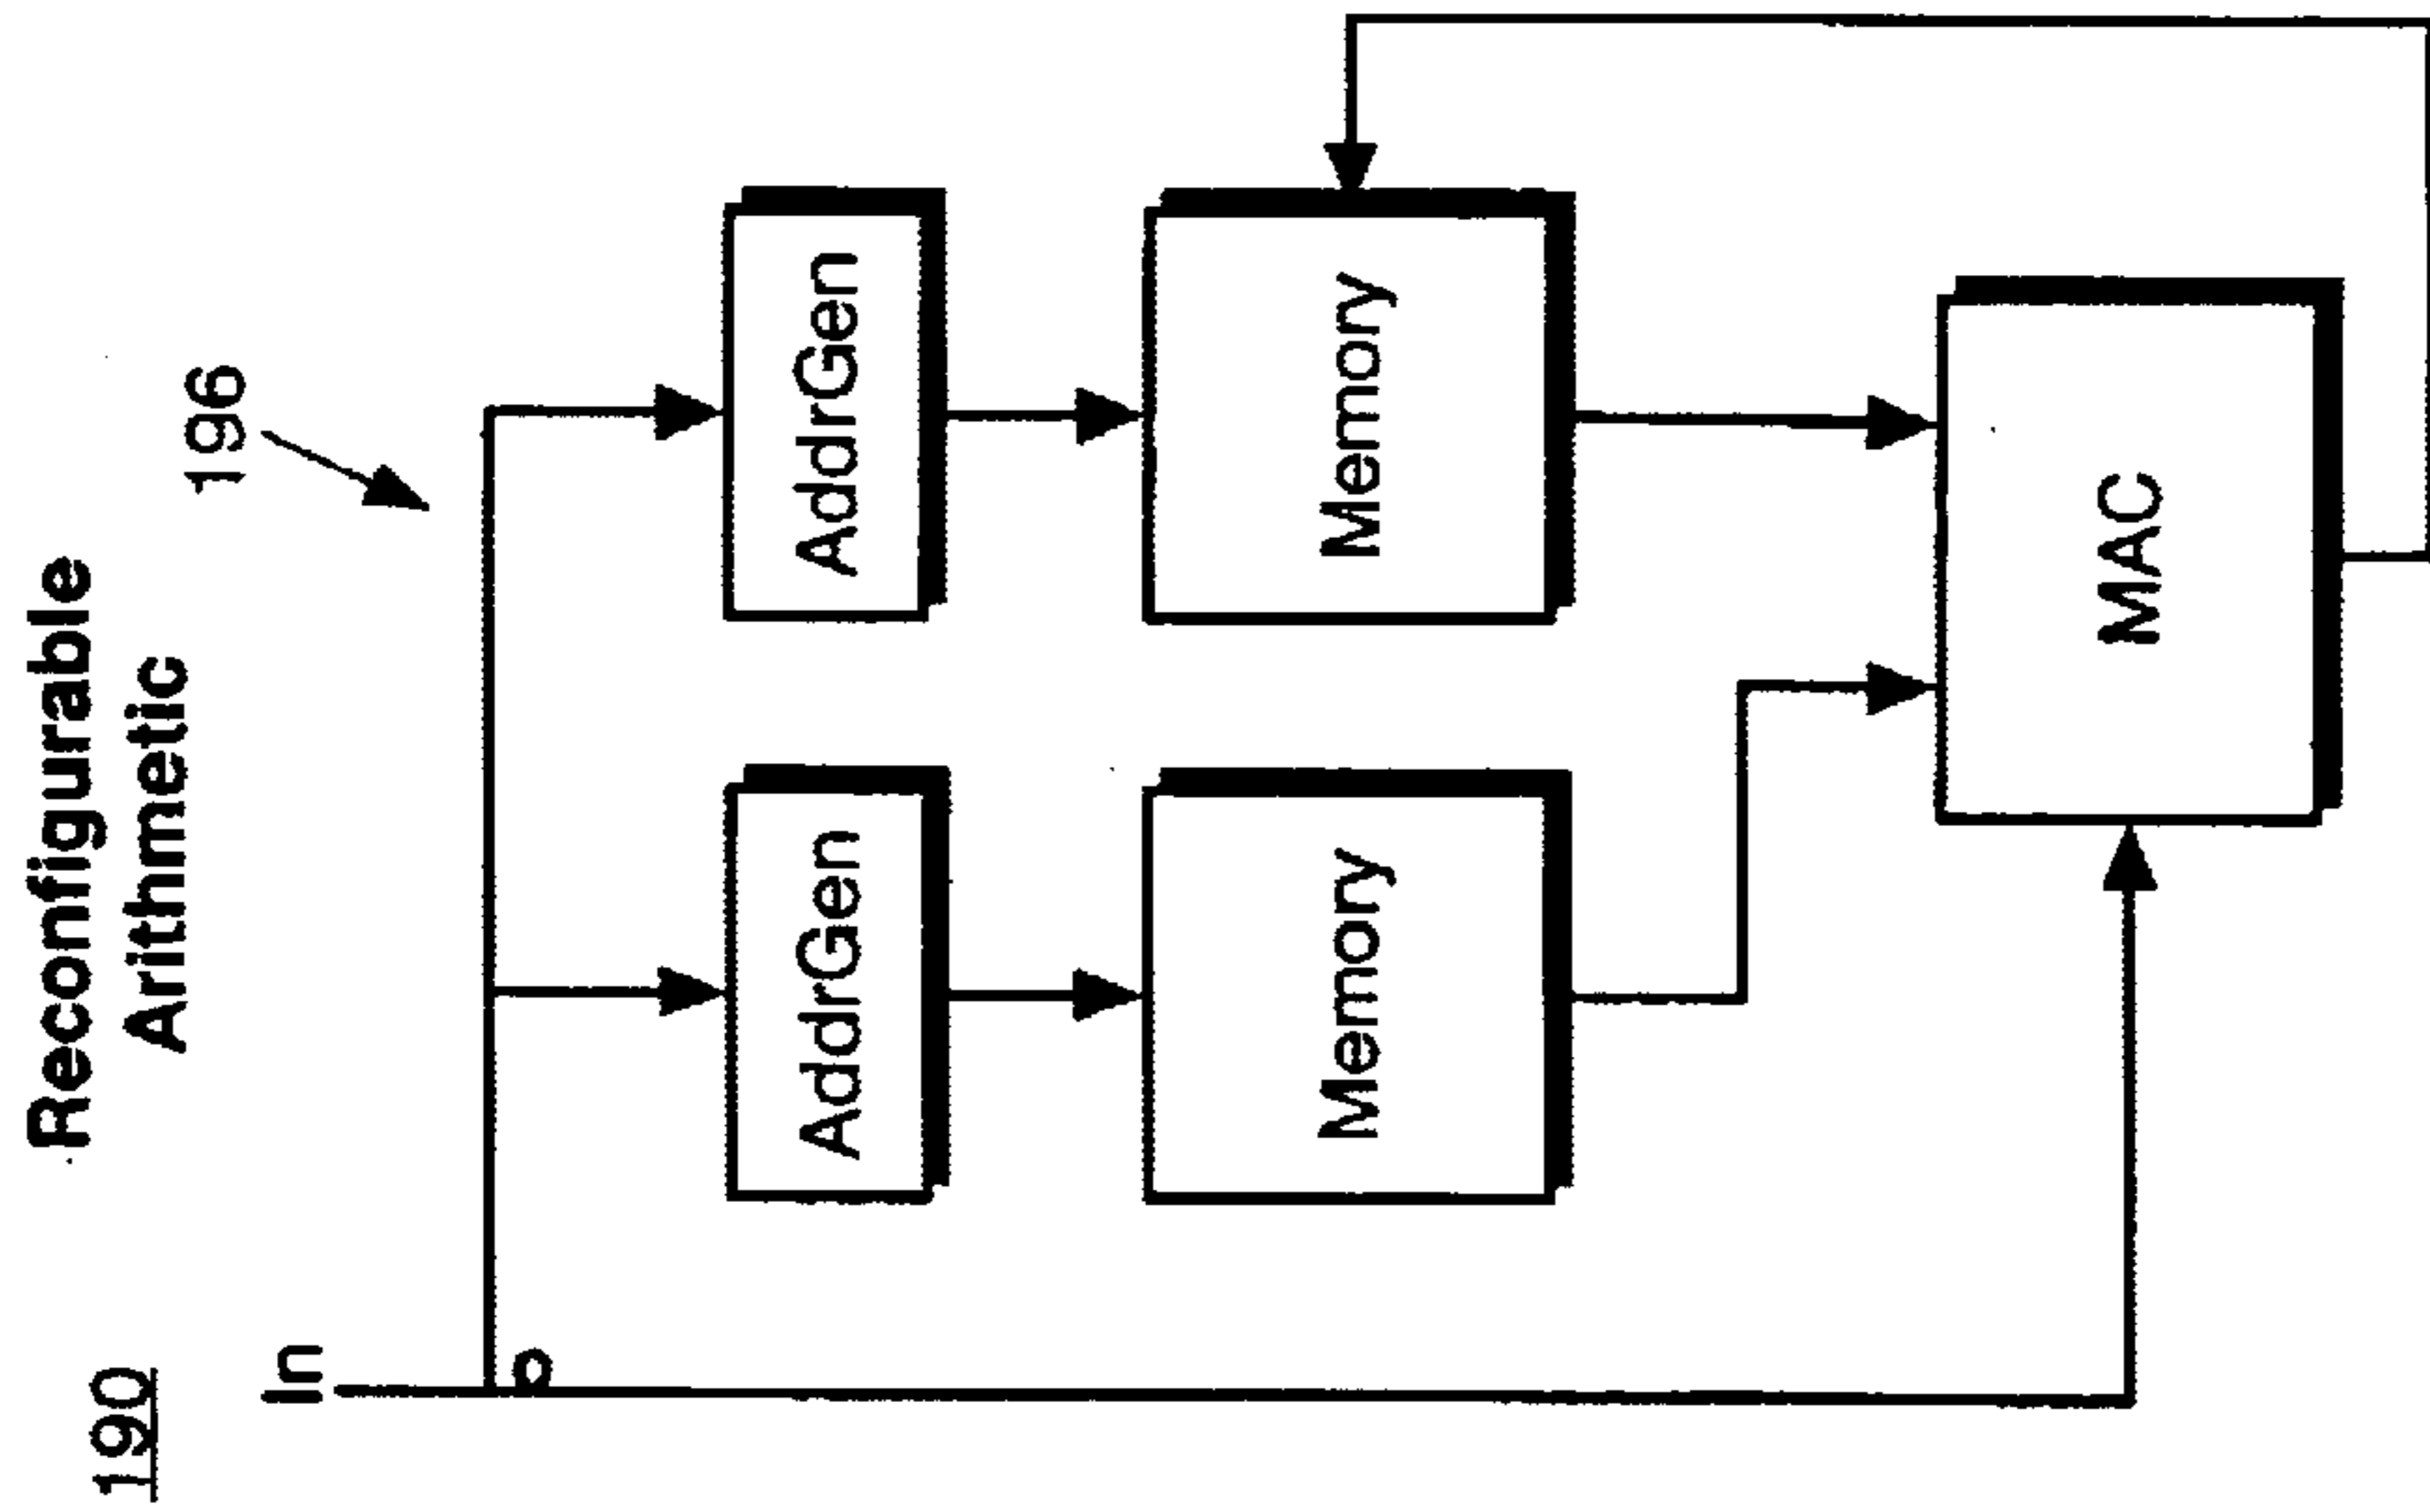 190
Reconfigurable
Arithmetic
196
In
AddrGen
AddrGen
Memory
Memory
MAC